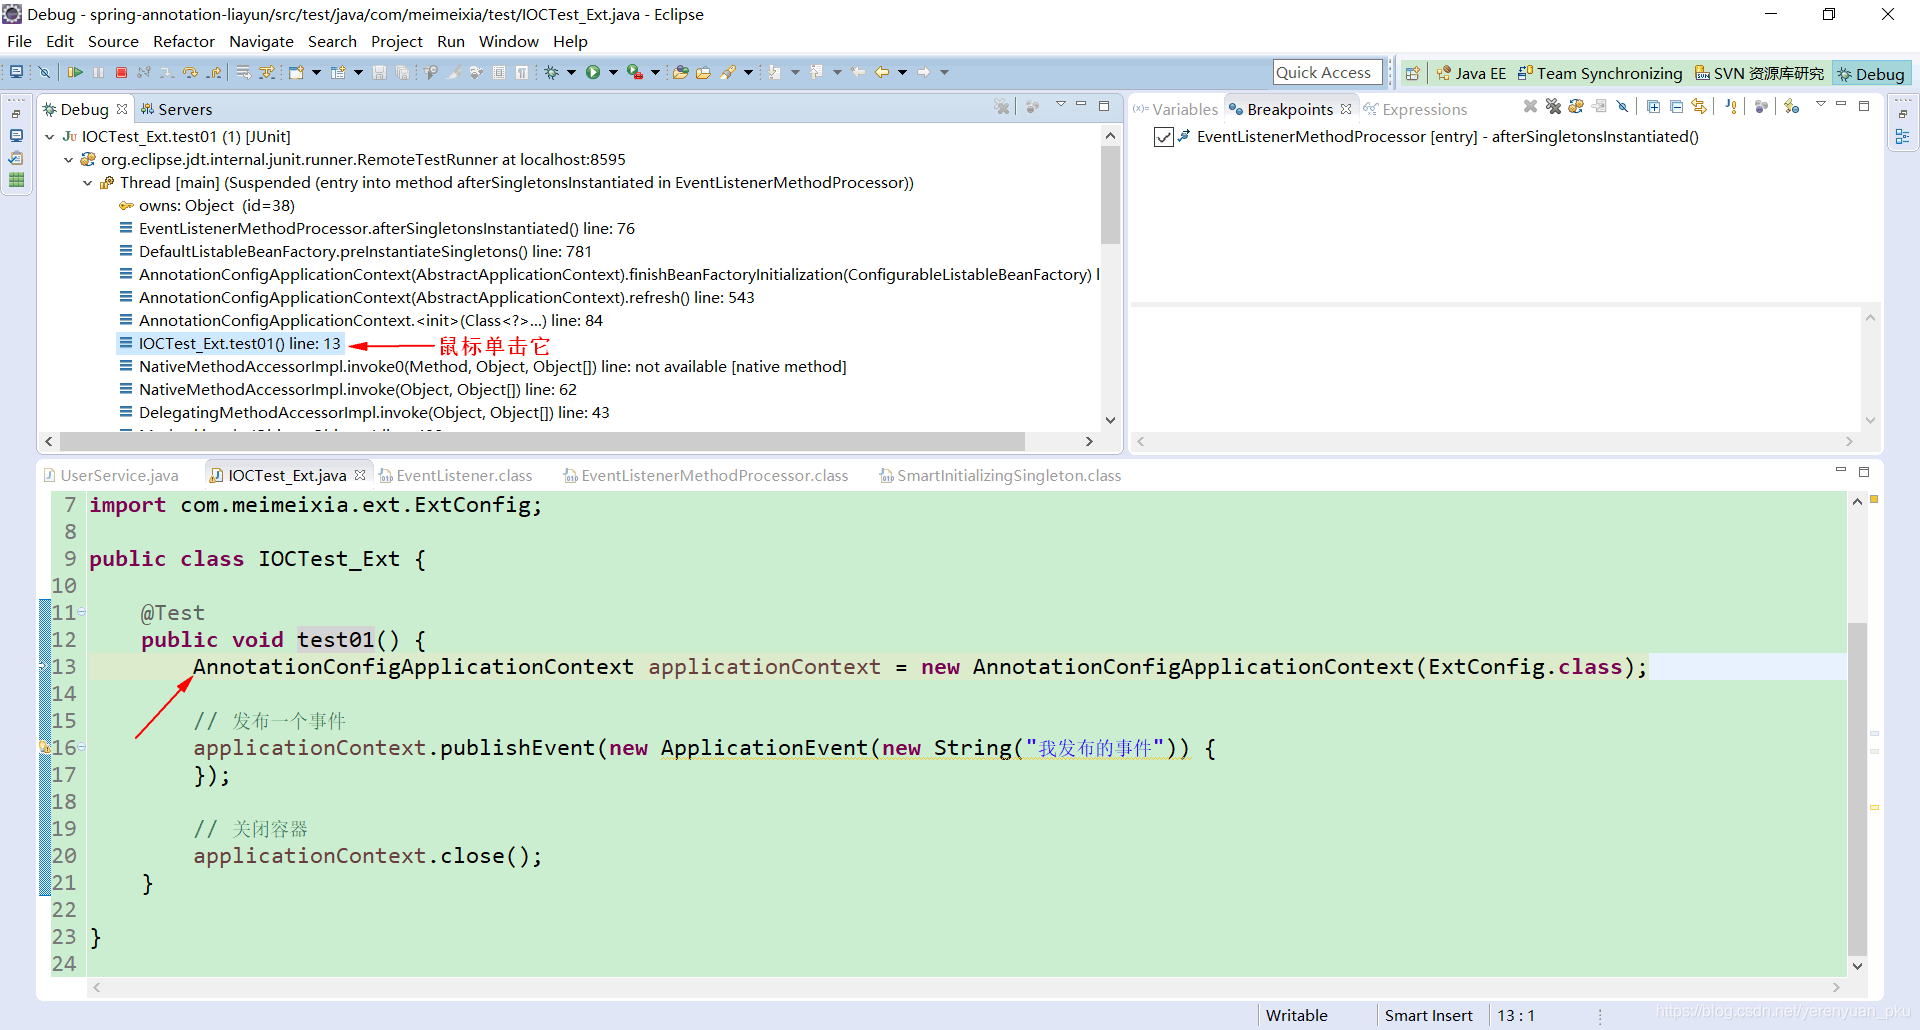 Debug - spring-annotation-liayun/src/test/java/com/meimeixia/test/IOCTest_Ext.java - Eclipse
File Edit Source Refactor Navigate Search Project Run Window Help
Quick Access Java EE Team Synchronizing SVN 资源库研究 Debug
Debug Servers
IOCTest_Ext.test01 (1) [JUnit]
org.eclipse.jdt.internal.junit.runner.RemoteTestRunner at localhost:8595
Thread [main] (Suspended (entry into method afterSingletonsInstantiated in EventListenerMethodProcessor))
owns: Object (id=38)
EventListenerMethodProcessor.afterSingletonsInstantiated() line: 76
DefaultListableBeanFactory.preInstantiateSingletons() line: 781
AnnotationConfigApplicationContext(AbstractApplicationContext).finishBeanFactoryInitialization(ConfigurableListableBeanFactory) l
AnnotationConfigApplicationContext(AbstractApplicationContext).refresh() line: 543
AnnotationConfigApplicationContext.<init>(Class<?>...) line: 84
IOCTest_Ext.test01() line: 13 鼠标单击它
NativeMethodAccessorImpl.invoke0(Method, Object, Object[]) line: not available [native method]
NativeMethodAccessorImpl.invoke(Object, Object[]) line: 62
DelegatingMethodAccessorImpl.invoke(Object, Object[]) line: 43
(x)= Variables Breakpoints Expressions
EventListenerMethodProcessor [entry] - afterSingletonsInstantiated()
UserService.java IOCTest_Ext.java EventListener.class EventListenerMethodProcessor.class SmartInitializingSingleton.class
7 import com.meimeixia.ext.ExtConfig;
8
9 public class IOCTest_Ext {
10
11 @Test
12 public void test01() {
13 AnnotationConfigApplicationContext applicationContext = new AnnotationConfigApplicationContext(ExtConfig.class);
14
15 // 发布一个事件
16 applicationContext.publishEvent(new ApplicationEvent(new String("我发布的事件")) {
17 });
18
19 // 关闭容器
20 applicationContext.close();
21 }
22
23 }
24
Writable Smart Insert 13 : 1
https://blog.csdn.net/yerenyuan_pku